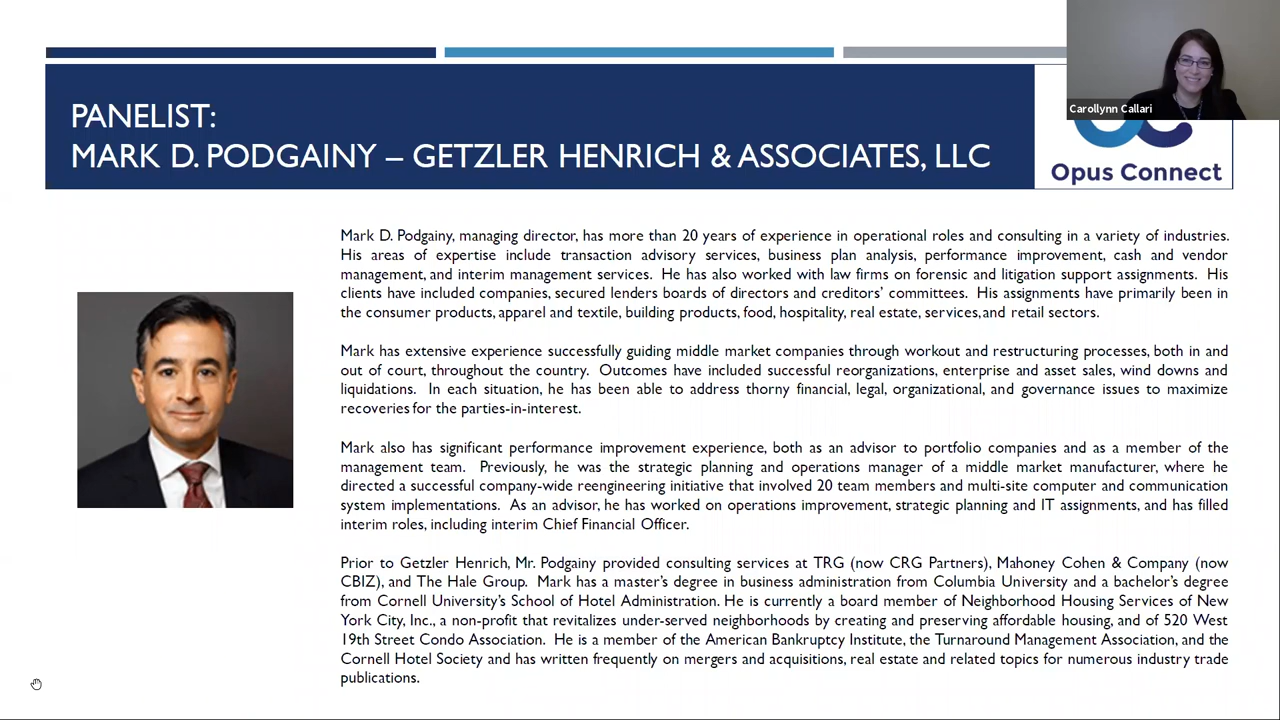 Carollynn Callari
PANELIST:
MARK D. PODGAINY – GETZLER HENRICH & ASSOCIATES, LLC
Opus Connect
Mark D. Podgainy, managing director, has more than 20 years of experience in operational roles and consulting in a variety of industries.
His areas of expertise include transaction advisory services, business plan analysis, performance improvement, cash and vendor
management, and interim management services. He has also worked with law firms on forensic and litigation support assignments. His
clients have included companies, secured lenders boards of directors and creditors’ committees. His assignments have primarily been in
the consumer products, apparel and textile, building products, food, hospitality, real estate, services, and retail sectors.
Mark has extensive experience successfully guiding middle market companies through workout and restructuring processes, both in and
out of court, throughout the country. Outcomes have included successful reorganizations, enterprise and asset sales, wind downs and
liquidations. In each situation, he has been able to address thorny financial, legal, organizational, and governance issues to maximize
recoveries for the parties-in-interest.
Mark also has significant performance improvement experience, both as an advisor to portfolio companies and as a member of the
management team. Previously, he was the strategic planning and operations manager of a middle market manufacturer, where he
directed a successful company-wide reengineering initiative that involved 20 team members and multi-site computer and communication
system implementations. As an advisor, he has worked on operations improvement, strategic planning and IT assignments, and has filled
interim roles, including interim Chief Financial Officer.
Prior to Getzler Henrich, Mr. Podgainy provided consulting services at TRG (now CRG Partners), Mahoney Cohen & Company (now
CBIZ), and The Hale Group. Mark has a master’s degree in business administration from Columbia University and a bachelor’s degree
from Cornell University’s School of Hotel Administration. He is currently a board member of Neighborhood Housing Services of New
York City, Inc., a non-profit that revitalizes under-served neighborhoods by creating and preserving affordable housing, and of 520 West
19th Street Condo Association. He is a member of the American Bankruptcy Institute, the Turnaround Management Association, and the
Cornell Hotel Society and has written frequently on mergers and acquisitions, real estate and related topics for numerous industry trade
publications.